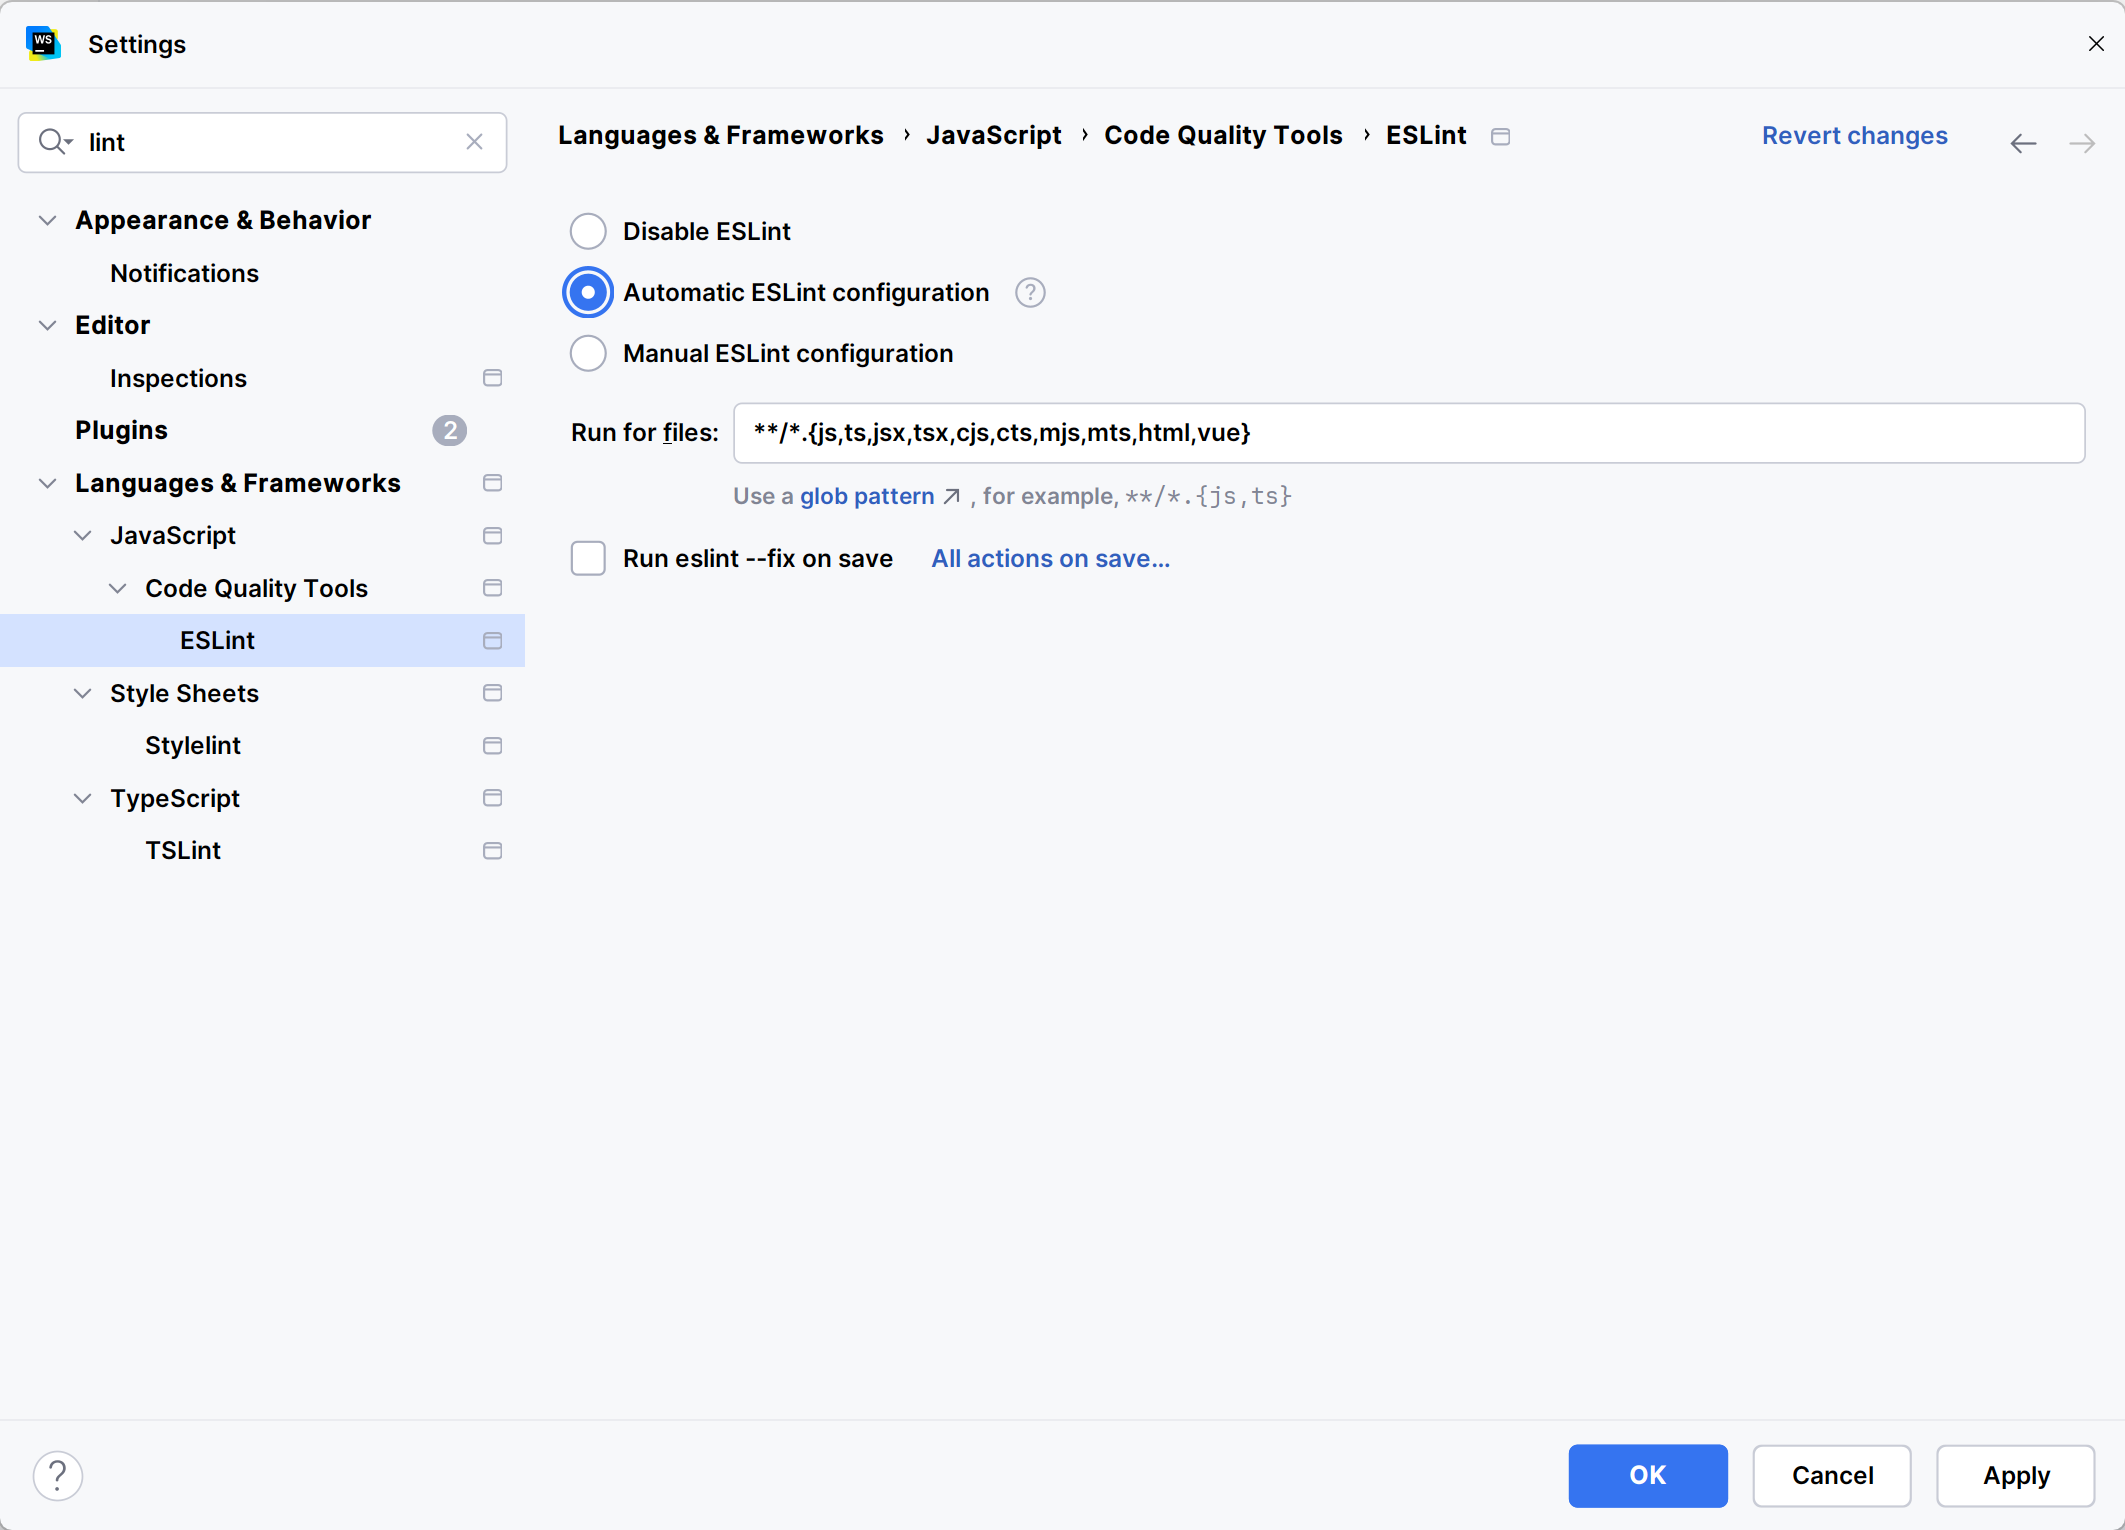 WS Settings
lint
Appearance & Behavior
Notifications
Editor
Inspections
Plugins 2
Languages & Frameworks
JavaScript
Code Quality Tools
ESLint
Style Sheets
Stylelint
TypeScript
TSLint
Languages & Frameworks › JavaScript › Code Quality Tools › ESLint
Revert changes
Disable ESLint
Automatic ESLint configuration ?
Manual ESLint configuration
Run for files: **/*.{js,ts,jsx,tsx,cjs,cts,mjs,mts,html,vue}
Use a glob pattern ↗ , for example, **/*.{js,ts}
Run eslint --fix on save All actions on save...
?
OK Cancel Apply